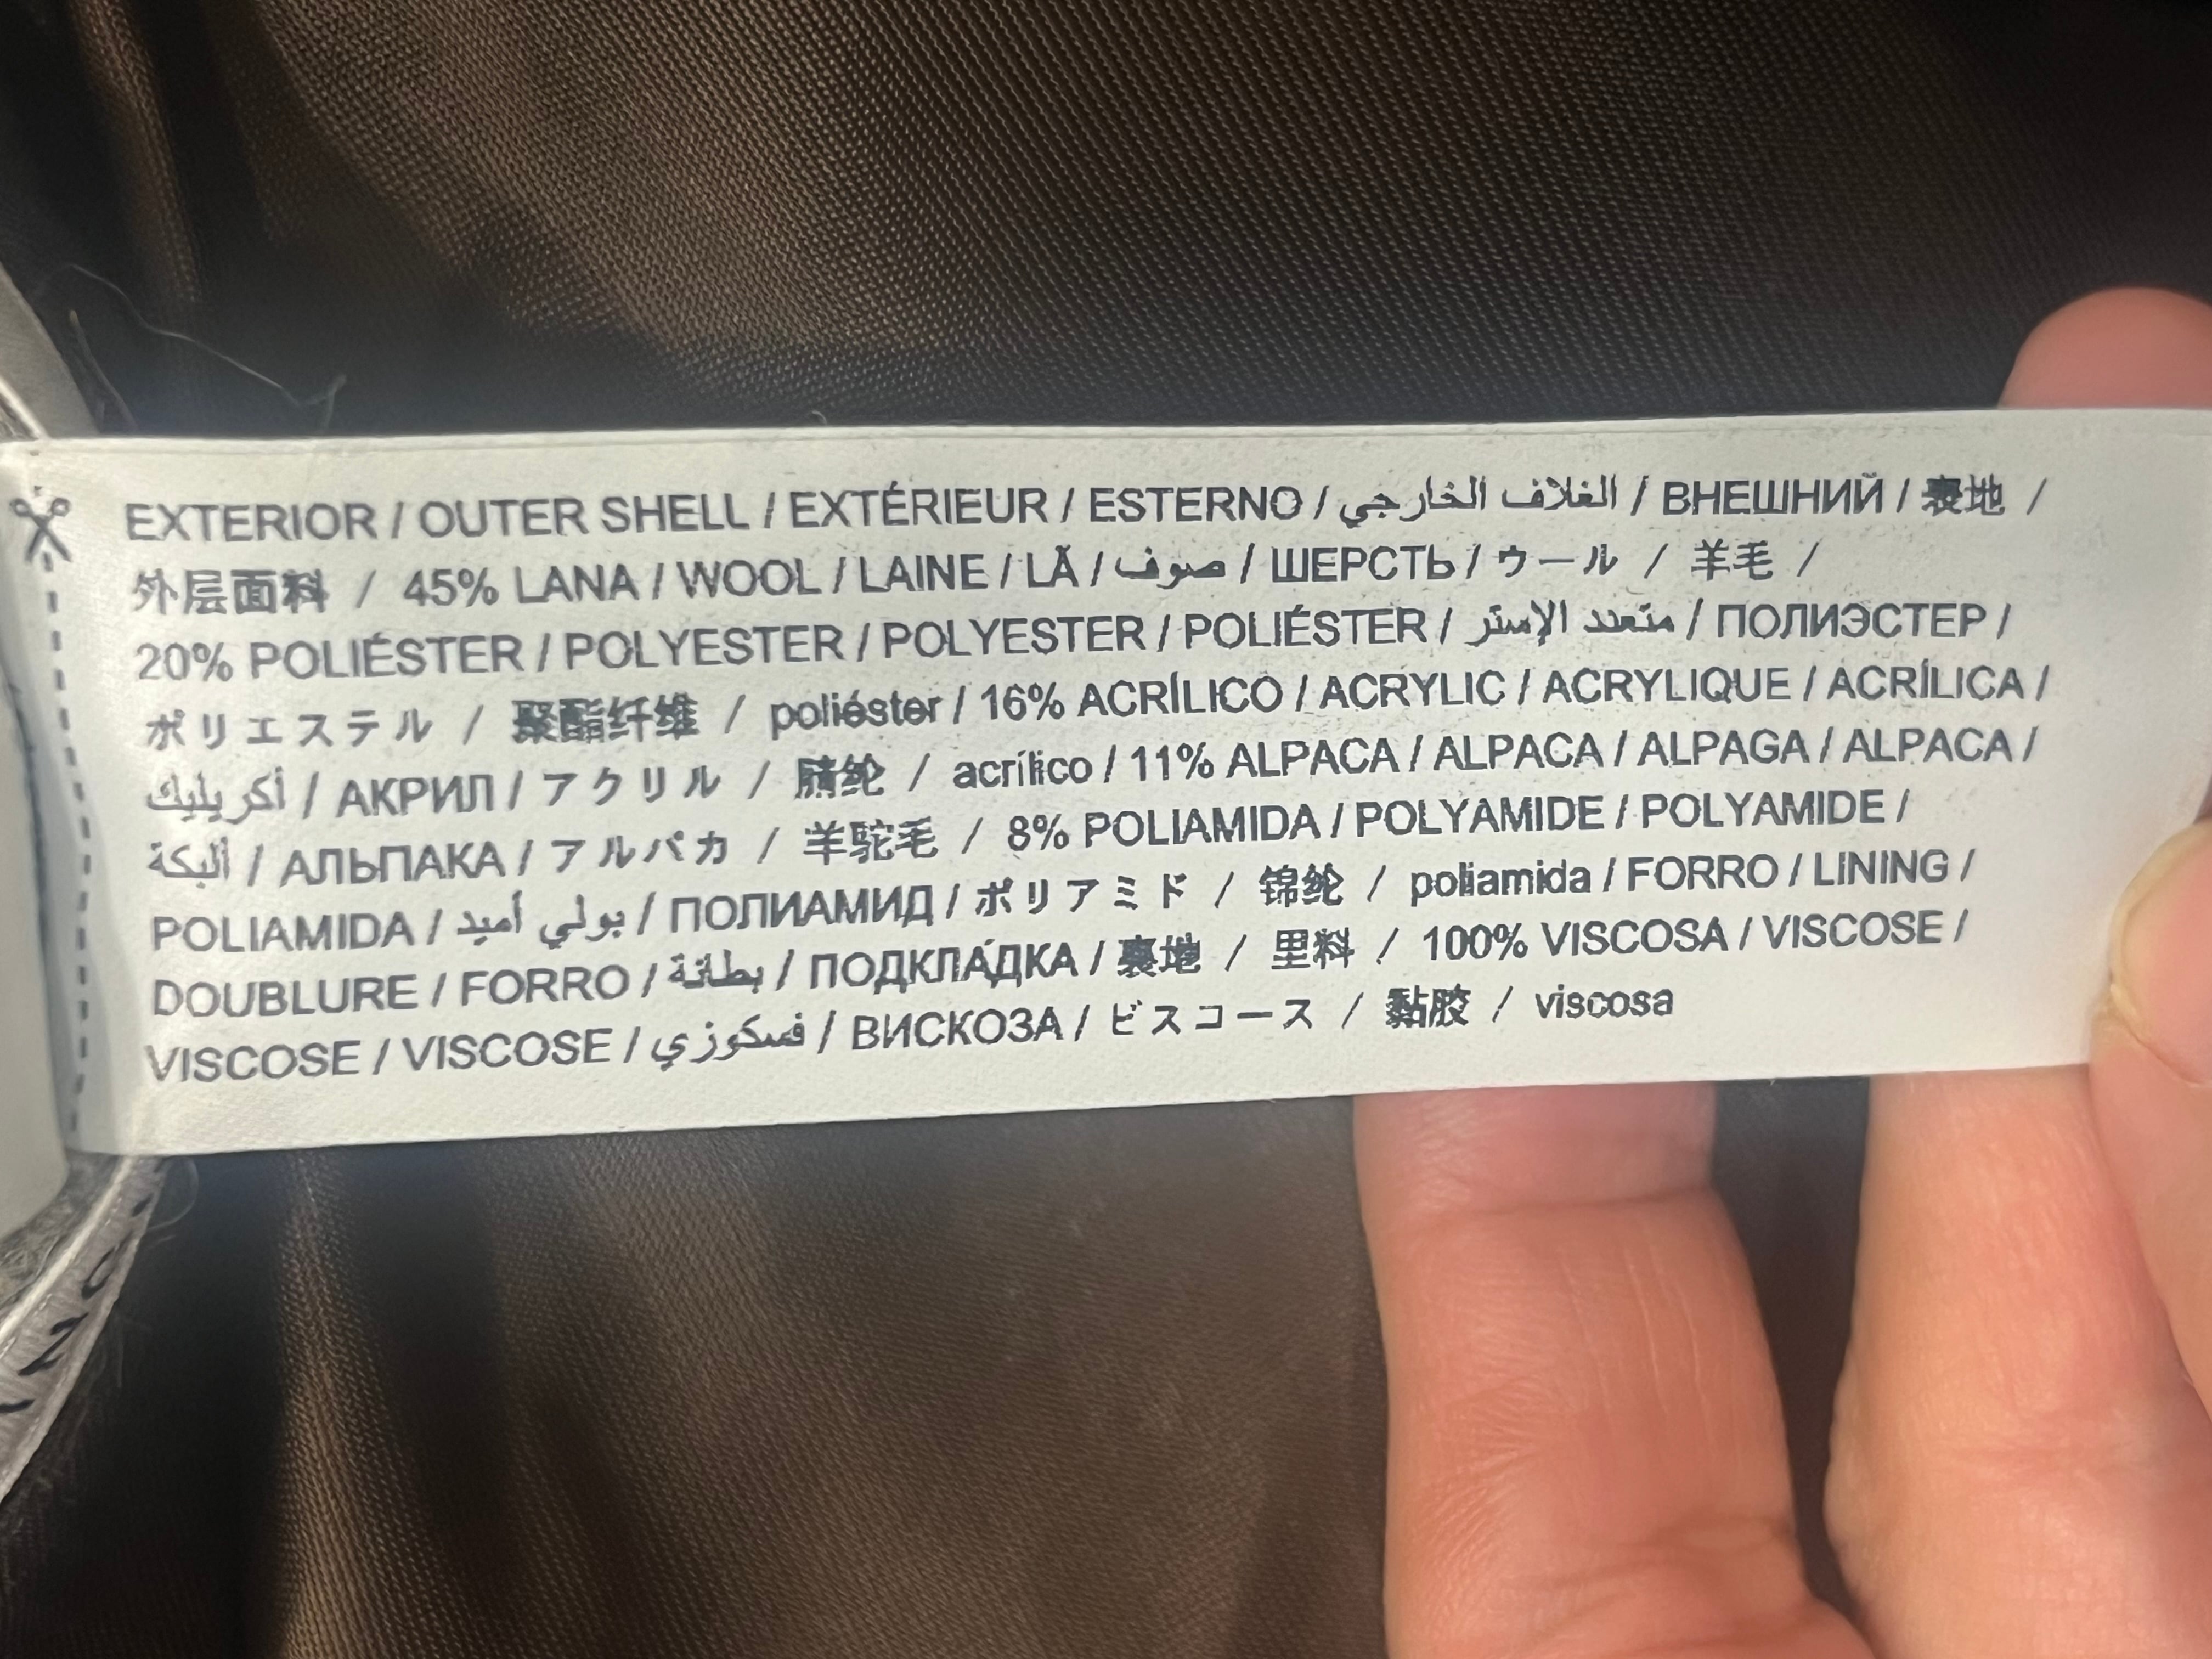 EXTERIOR / OUTER SHELL / EXTÉRIEUR / ESTERNO / الغلاف الخارجي / ВНЕШНИЙ / 表地 /
外层面料 / 45% LANA / WOOL / LAINE / LÃ / صوف / ШЕРСТЬ / ウール / 羊毛 /
20% POLIÉSTER / POLYESTER / POLYESTER / POLIÉSTER / متعدد الإستر / ПОЛИЭСТЕР /
ポリエステル / 聚酯纤维 / poliéster / 16% ACRÍLICO / ACRYLIC / ACRYLIQUE / ACRÍLICA /
أكريليك / АКРИЛ / アクリル / 腈纶 / acrílico / 11% ALPACA / ALPACA / ALPAGA / ALPACA /
ألبكة / АЛЬПАКА / アルパカ / 羊驼毛 / 8% POLIAMIDA / POLYAMIDE / POLYAMIDE /
POLIAMIDA / بولي أميد / ПОЛИАМИД / ポリアミド / 锦纶 / poliamida / FORRO / LINING /
DOUBLURE / FORRO / بطانة / ПОДКЛА́ДКА / 裏地 / 里料 / 100% VISCOSA / VISCOSE /
VISCOSE / VISCOSE / فسكوزي / ВИСКОЗА / ビスコース / 黏胶 / viscosa